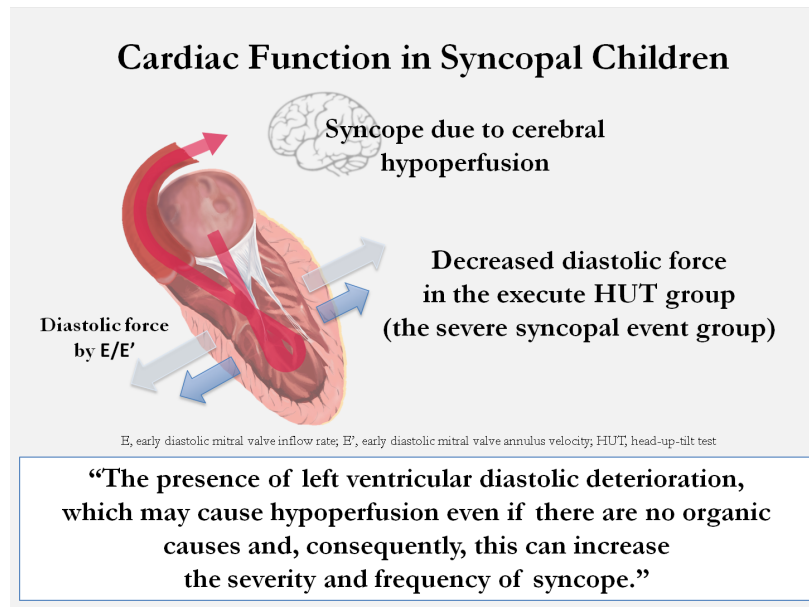 Cardiac Function in Syncopal Children
Syncope due to cerebral
hypoperfusion
Decreased diastolic force
in the execute HUT group
(the severe syncopal event group)
Diastolic force
by E/E’
E, early diastolic mitral valve inflow rate; E’, early diastolic mitral valve annulus velocity; HUT, head-up-tilt test
“The presence of left ventricular diastolic deterioration,
which may cause hypoperfusion even if there are no organic
causes and, consequently, this can increase
the severity and frequency of syncope.”